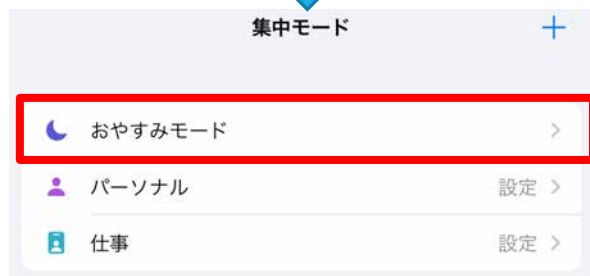 集中モード
おやすみモード
パーソナル 設定
仕事 設定